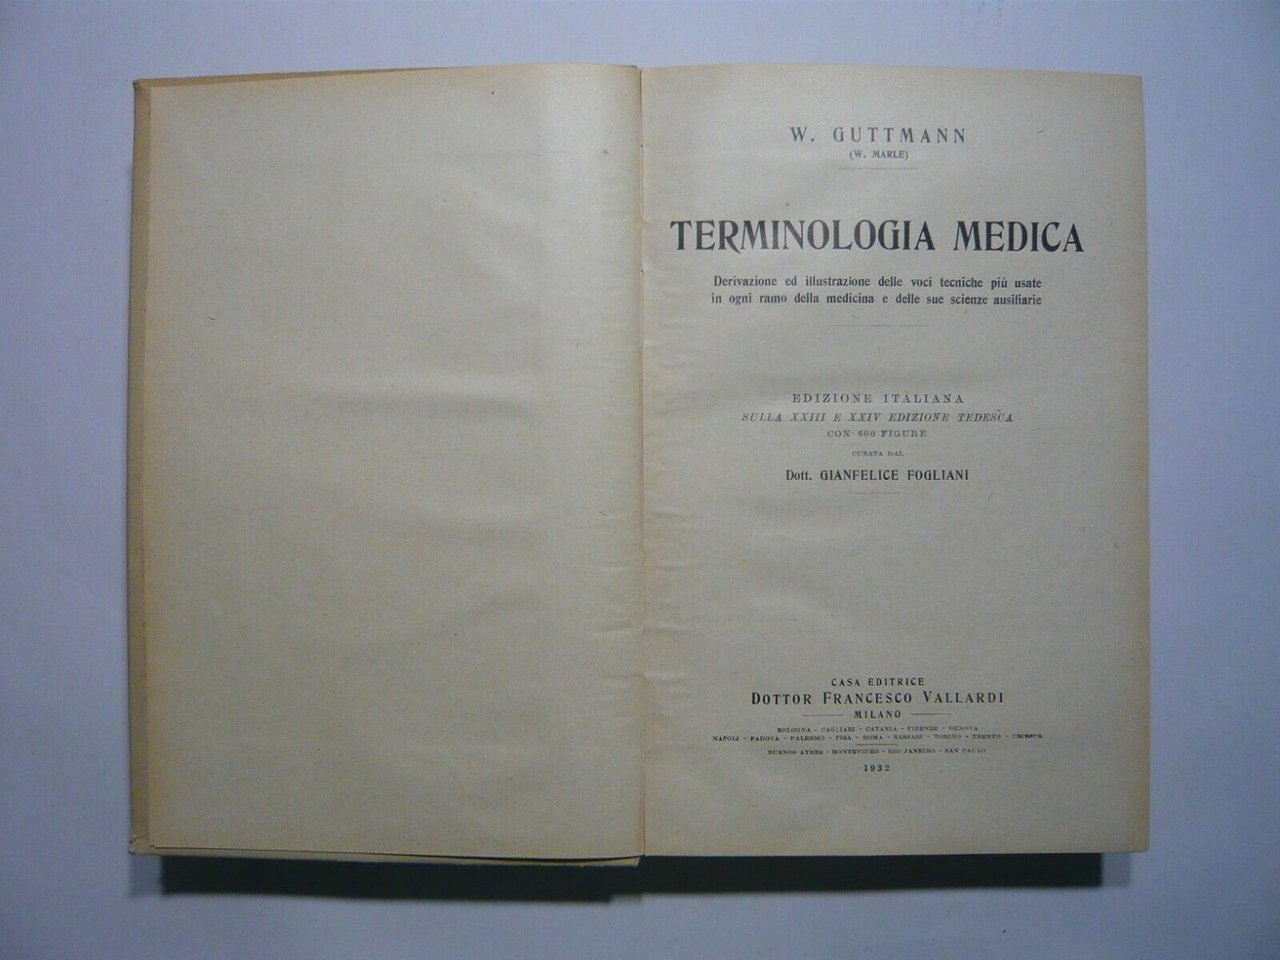 W. GUTTMANN
(W. MARLE)
TERMINOLOGIA MEDICA
Derivazione ed illustrazione delle voci tecniche più usate
in ogni ramo della medicina e delle sue scienze ausiliarie
EDIZIONE ITALIANA
SULLA XXIII E XXIV EDIZIONE TEDESCA
CON 600 FIGURE
CURATA DAL
Dott. GIANFELICE FOGLIANI
CASA EDITRICE
DOTTOR FRANCESCO VALLARDI
MILANO
BOLOGNA - CAGLIARI - CATANIA - FIRENZE - GENOVA
NAPOLI - PADOVA - PALERMO - PISA - ROMA - SASSARI - TORINO - TRENTO - TRIESTE
BUENOS AYRES - MONTEVIDEO - RIO JANEIRO - SAN PAULO
1932